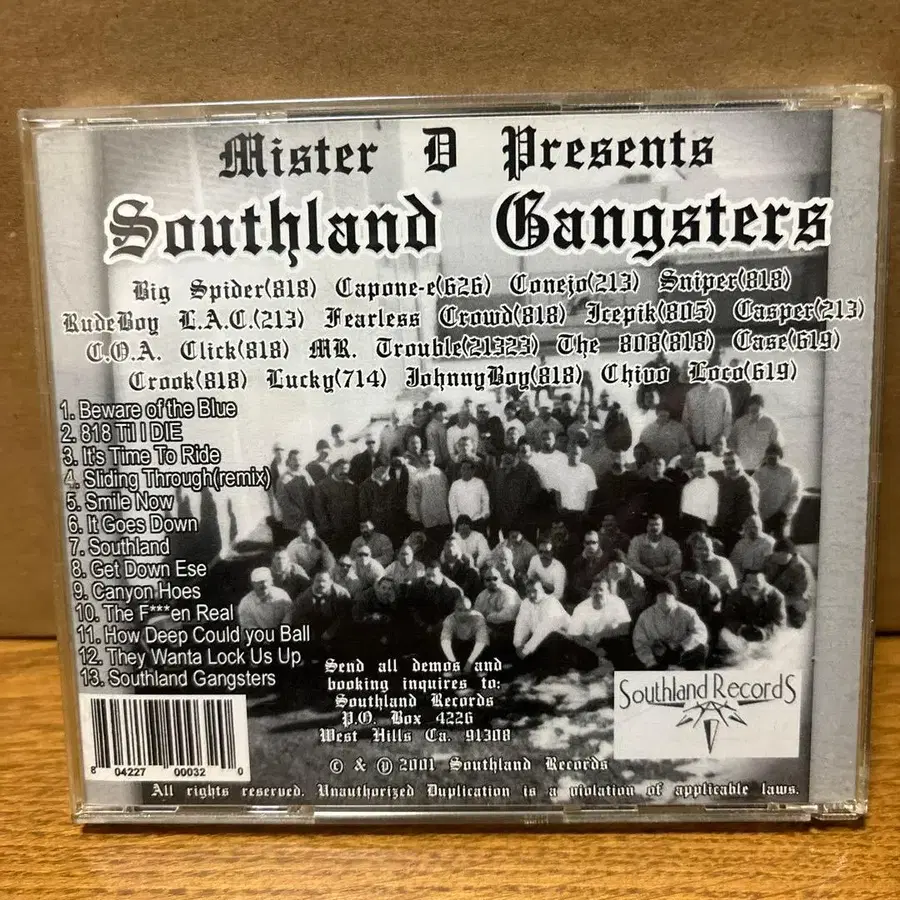 Mister D Presents
Southland Gangsters
Big Spider(818) Capone-e(626) Conejo(213) Sniper(818)
RudeBoy L.A.C.(213) Fearless Crowd(818) Icepik(805) Casper(213)
C.O.A. Click(818) MR. Trouble(21323) The 808(818) Case(619)
Crook(818) Lucky(714) JohnnyBoy(818) Chivo Loco(619)
1. Beware of the Blue
2. 818 Til I DIE
3. It's Time To Ride
4. Sliding Through(remix)
5. Smile Now
6. It Goes Down
7. Southland
8. Get Down Ese
9. Canyon Hoes
10. The F***en Real
11. How Deep Could you Ball
12. They Wanta Lock Us Up
13. Southland Gangsters
Send all demos and
booking inquires to:
Southland Records
P.O. Box 4226
West Hills Ca. 91308
Southland RecordS
8 04227 00032 0
© & ℗ 2001 Southland Records
All rights reserved. Unauthorized Duplication is a violation of applicable laws.